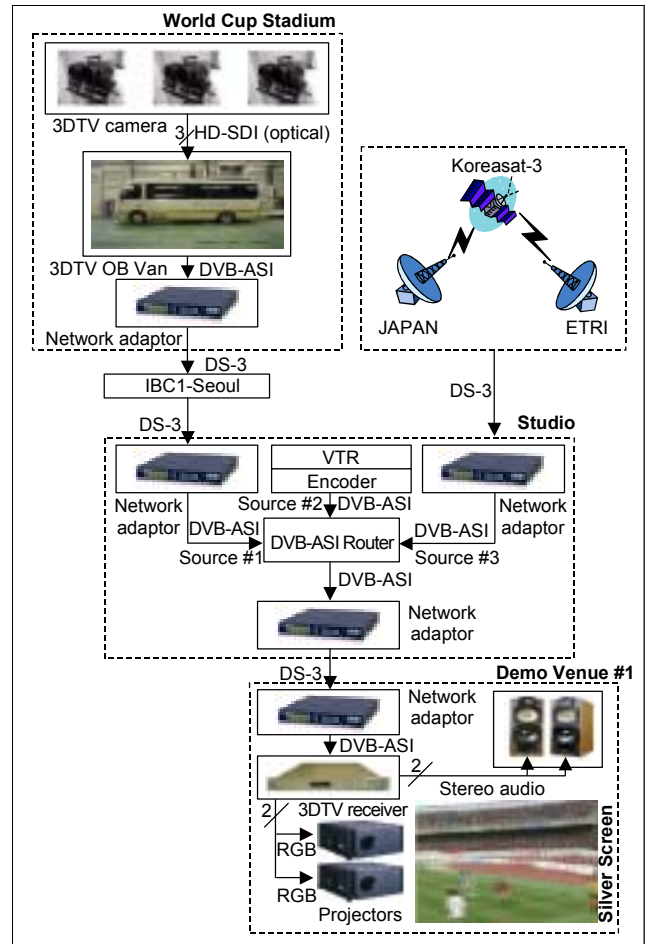 World Cup Stadium
3DTV camera
3 HD-SDI (optical)
3DTV OB Van
DVB-ASI
Network adaptor
DS-3
IBC1-Seoul
DS-3
Koreasat-3
JAPAN
ETRI
DS-3
Studio
Network
adaptor
VTR
Encoder
Network
adaptor
Source #2
DVB-ASI
DVB-ASI
Source #1
DVB-ASI Router
DVB-ASI
Source #3
DVB-ASI
Network
adaptor
DS-3
Demo Venue #1
Network
adaptor
DVB-ASI
2
Stereo audio
2
3DTV receiver
RGB
RGB
Projectors
Silver Screen